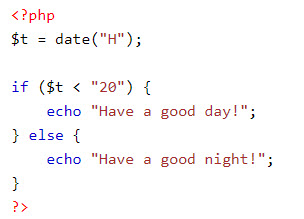 <?php
$t = date("H");

if ($t < "20") {
    echo "Have a good day!";
} else {
    echo "Have a good night!";
}
?>